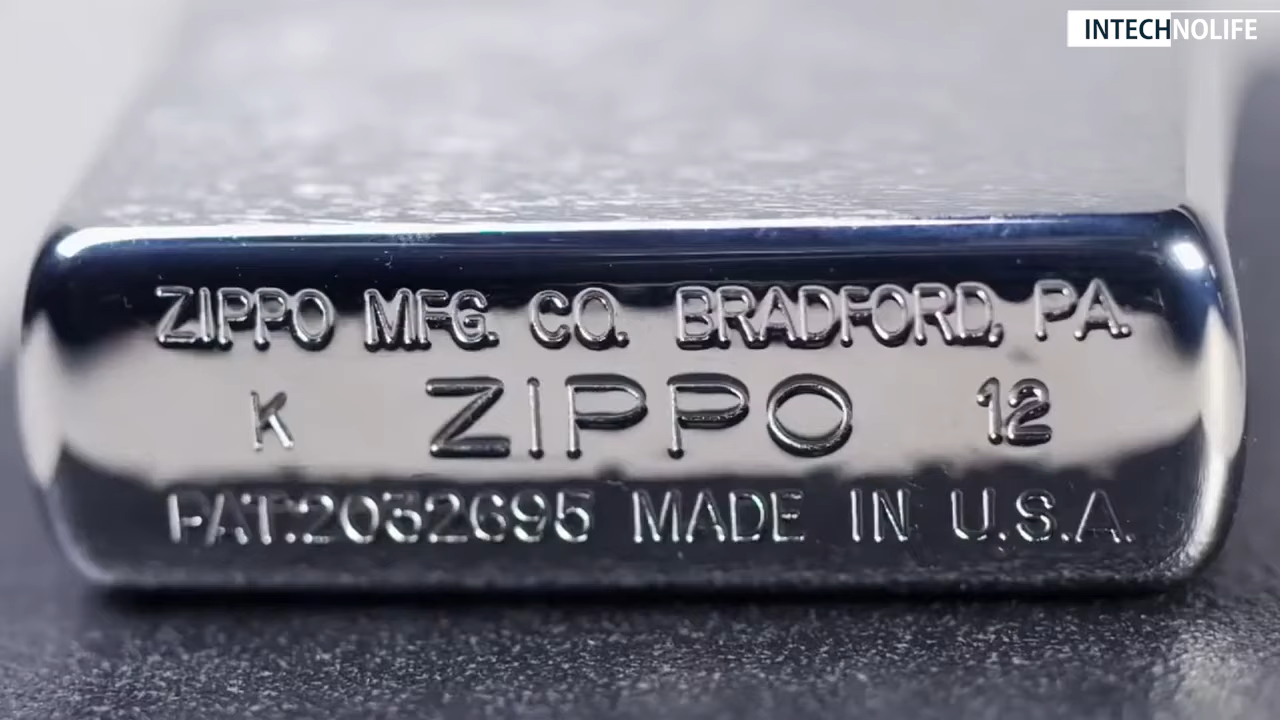 INTECHNOLIFE
ZIPPO MFG. CO. BRADFORD, PA.
K ZIPPO 12
PAT.2032695 MADE IN U.S.A.